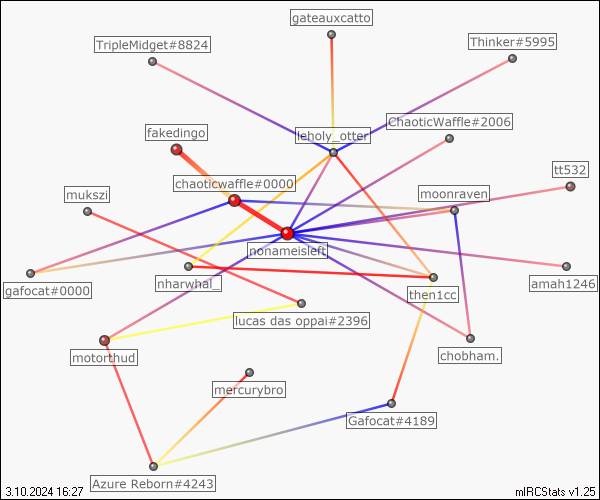 gateauxcatto
TripleMidget#8824
Thinker#5995
ChaoticWaffle#2006
fakedingo
leholy_otter
tt532
chaoticwaffle#0000
mukszi
moonraven
nonameisleft
gafocat#0000
nharwhal_
amah1246
then1cc
lucas das oppai#2396
motorthud
chobham.
mercurybro
Gafocat#4189
Azure Reborn#4243
3.10.2024 16:27
mIRCStats v1.25